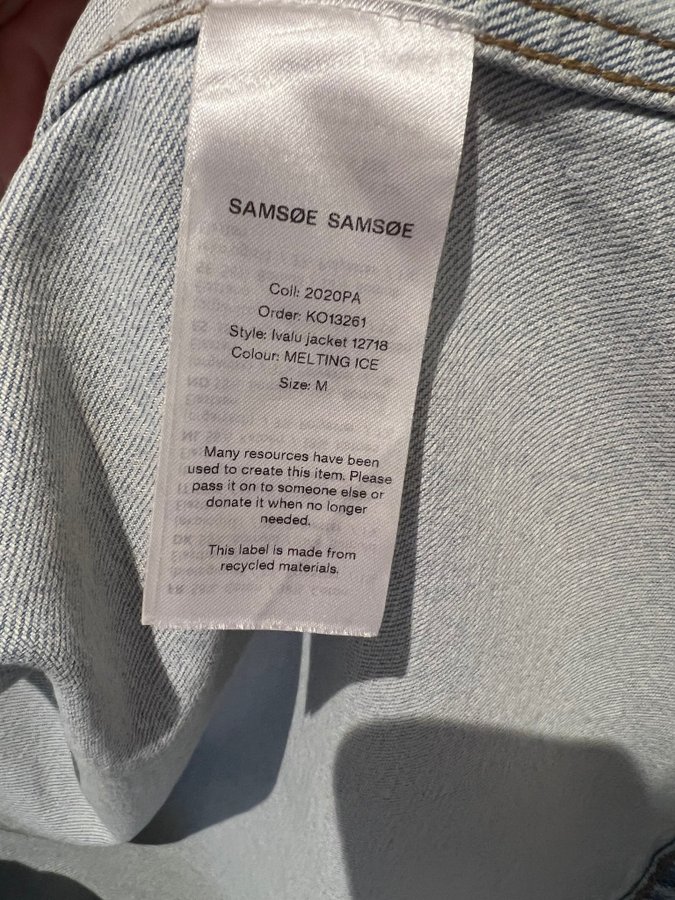 SAMSØE SAMSØE
Coll: 2020PA
Order: KO13261
Style: Ivalu jacket 12718
Colour: MELTING ICE
Size: M
Many resources have been
used to create this item. Please
pass it on to someone else or
donate it when no longer
needed.
This label is made from
recycled materials.